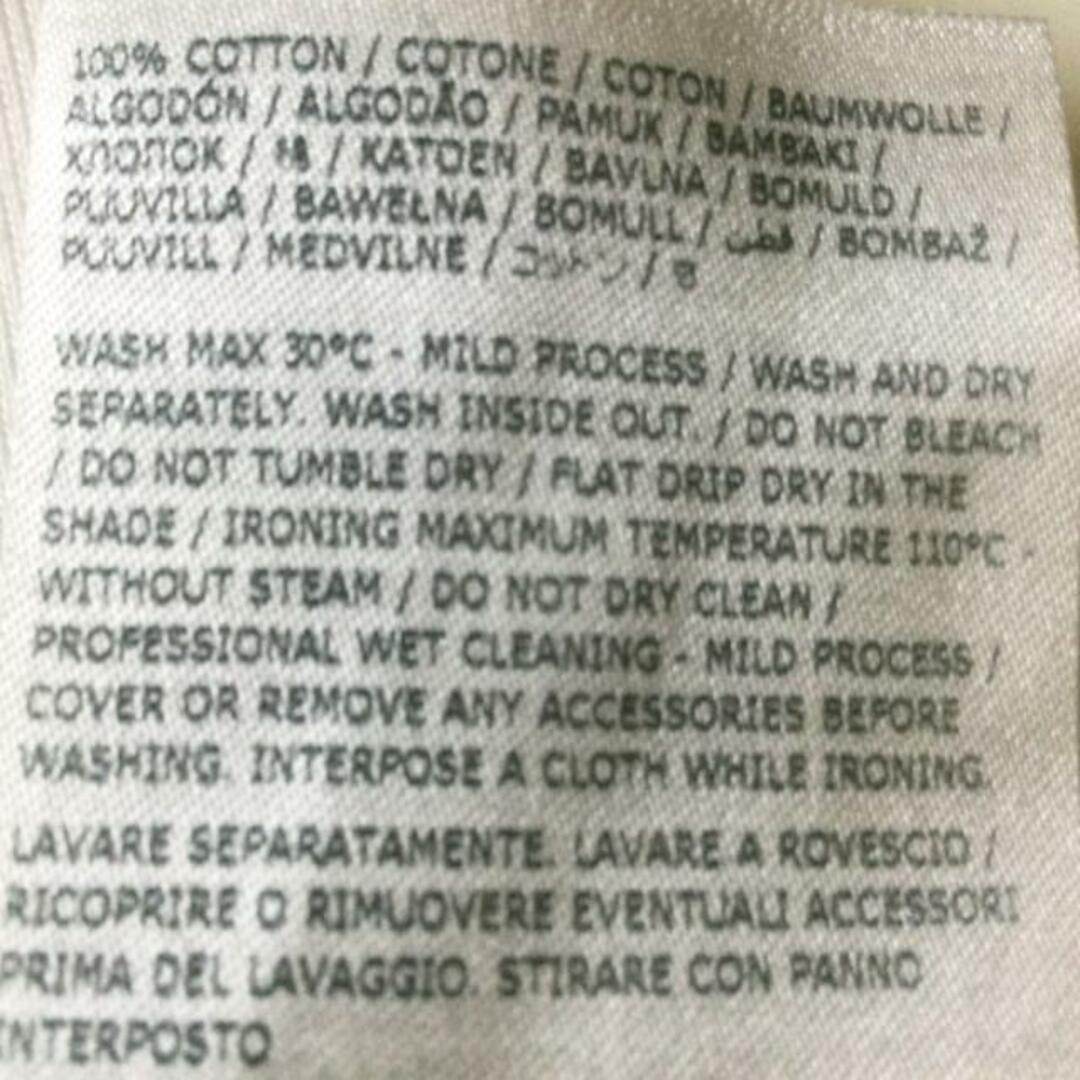 100% COTTON / COTONE / COTON / BAUMWOLLE /
ALGODÓN / ALGODÃO / PAMUK / BAMBAKI /
ХЛОПОК / 棉 / KATOEN / BAVLNA / BOMULD /
PUUVILLA / BAWEŁNA / BOMULL / قطن / BOMBAŽ /
PUUVILL / MEDVILNE / コットン /
WASH MAX 30°C - MILD PROCESS / WASH AND DRY
SEPARATELY. WASH INSIDE OUT. / DO NOT BLEACH
/ DO NOT TUMBLE DRY / FLAT DRIP DRY IN THE
SHADE / IRONING MAXIMUM TEMPERATURE 110°C -
WITHOUT STEAM / DO NOT DRY CLEAN /
PROFESSIONAL WET CLEANING - MILD PROCESS /
COVER OR REMOVE ANY ACCESSORIES BEFORE
WASHING. INTERPOSE A CLOTH WHILE IRONING.
LAVARE SEPARATAMENTE. LAVARE A ROVESCIO /
RICOPRIRE O RIMUOVERE EVENTUALI ACCESSORI
PRIMA DEL LAVAGGIO. STIRARE CON PANNO
INTERPOSTO